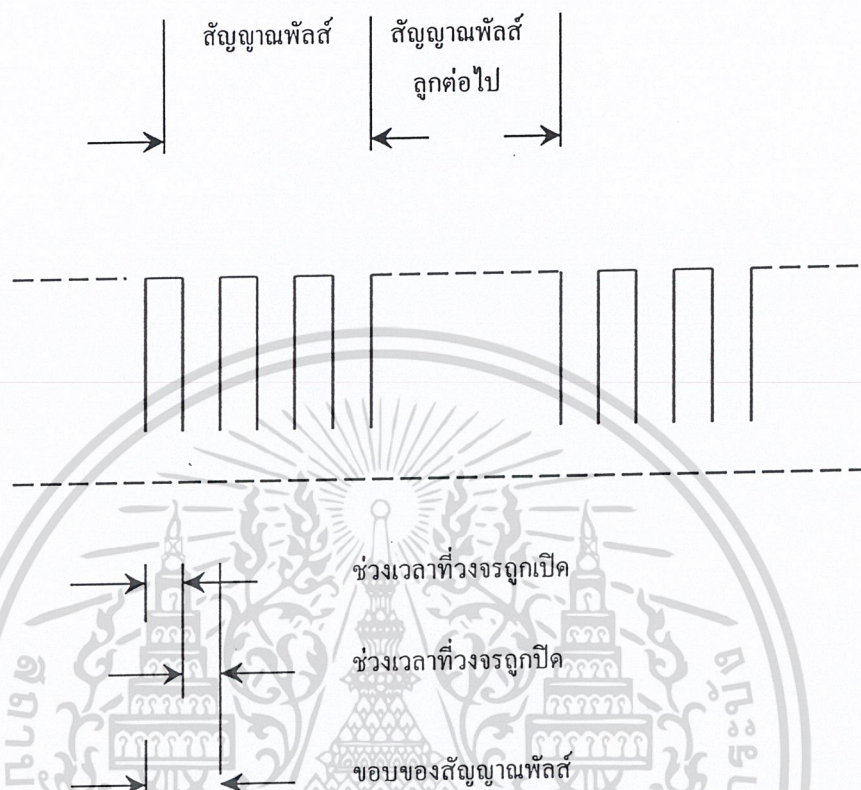 สัญญาณพัลส์
สัญญาณพัลส์
ลูกต่อไป
ช่วงเวลาที่วงจรถูกเปิด
ช่วงเวลาที่วงจรถูกปิด
ขอบของสัญญาณพัลส์